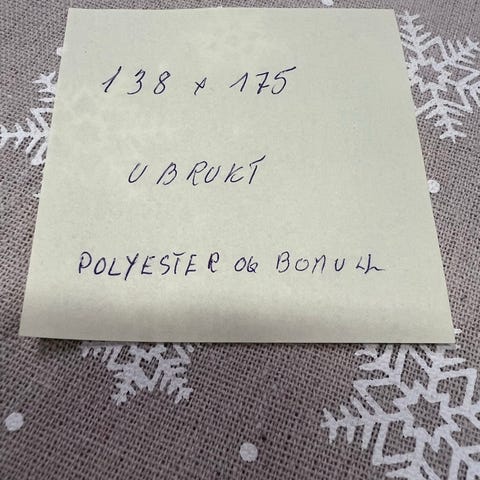 138 x 175
UBRUKT
POLYESTER OG BOMULL